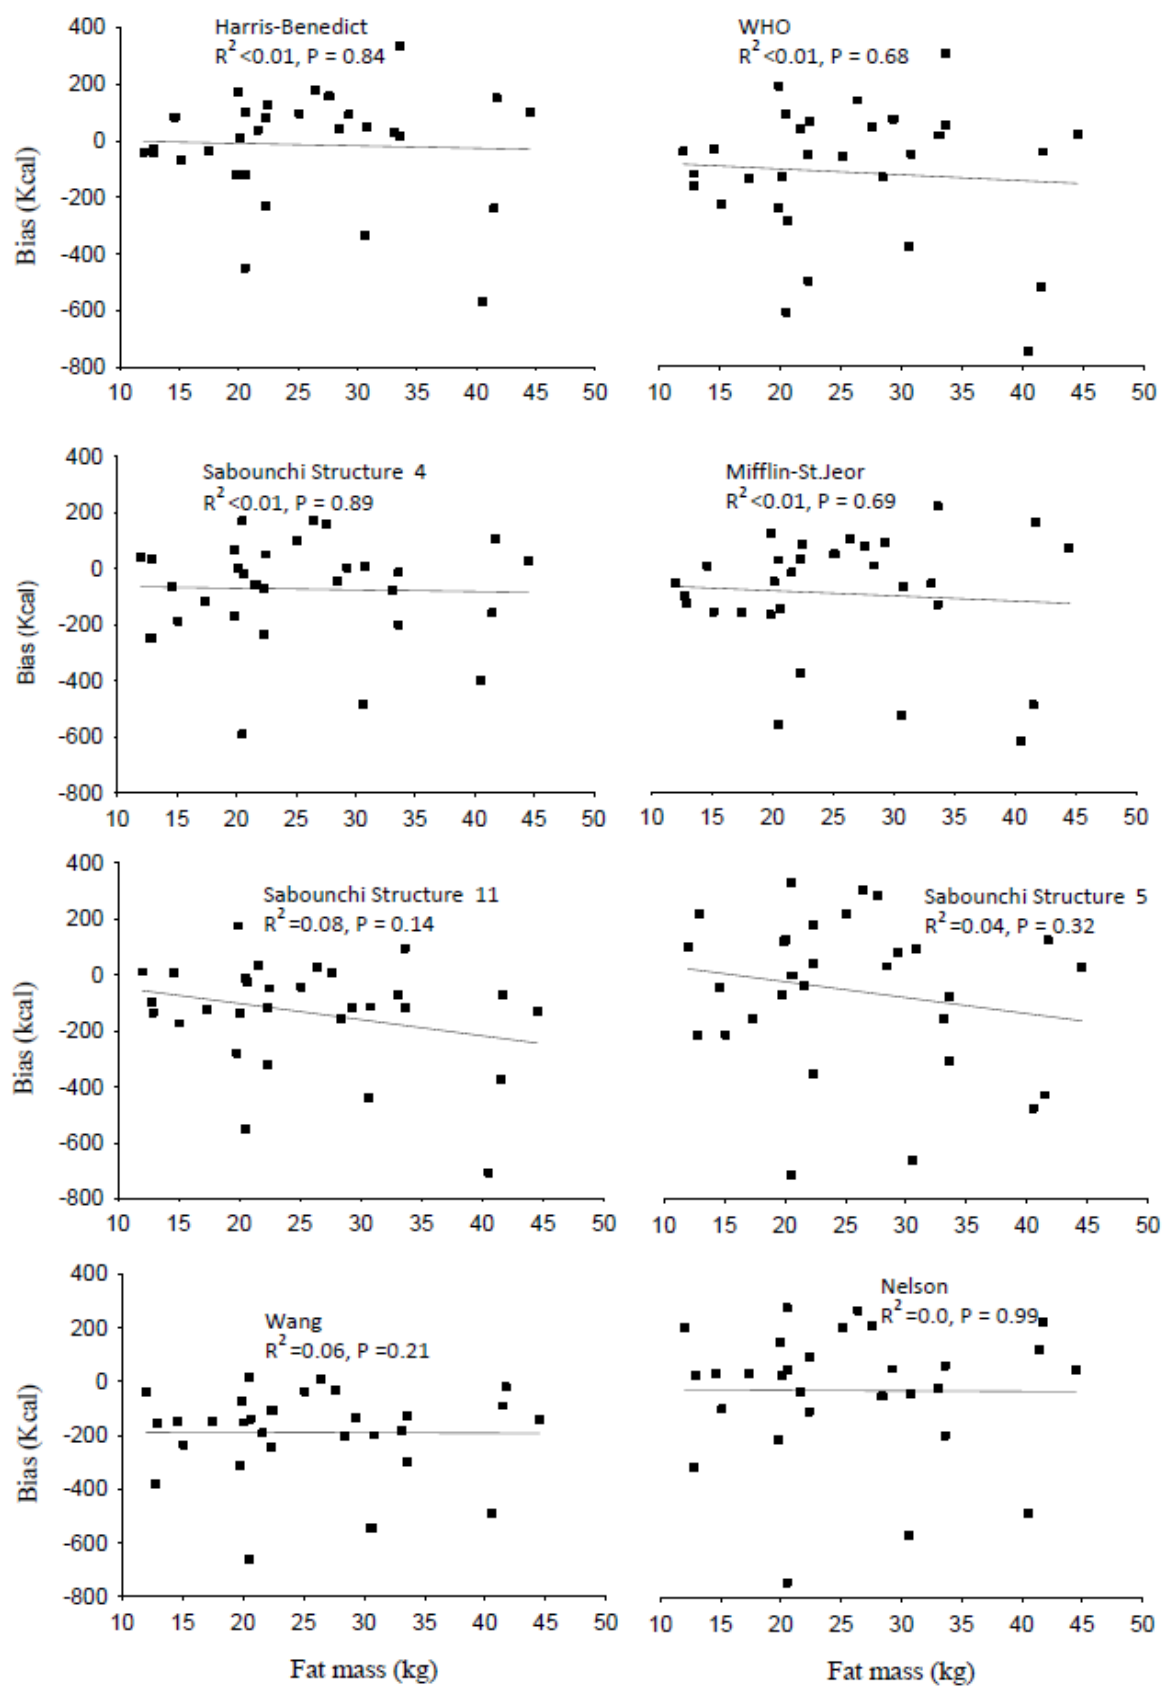 Harris-Benedict
R²<0.01, P = 0.84
WHO
R²<0.01, P = 0.68
400
200
0
-200
-400
-600
-800
Bias (Kcal)
10 15 20 25 30 35 40 45 50
10 15 20 25 30 35 40 45 50
Sabounchi Structure 4
R²<0.01, P = 0.89
Mifflin-St.Jeor
R²<0.01, P = 0.69
400
200
0
-200
-400
-600
-800
Bias (Kcal)
10 15 20 25 30 35 40 45 50
10 15 20 25 30 35 40 45 50
Sabounchi Structure 11
R²=0.08, P = 0.14
Sabounchi Structure 5
R²=0.04, P = 0.32
400
200
0
-200
-400
-600
-800
Bias (kcal)
10 15 20 25 30 35 40 45 50
10 15 20 25 30 35 40 45 50
Wang
R²=0.06, P =0.21
Nelson
R²=0.0, P = 0.99
400
200
0
-200
-400
-600
-800
Bias (Kcal)
10 15 20 25 30 35 40 45 50
10 15 20 25 30 35 40 45 50
Fat mass (kg)
Fat mass (kg)